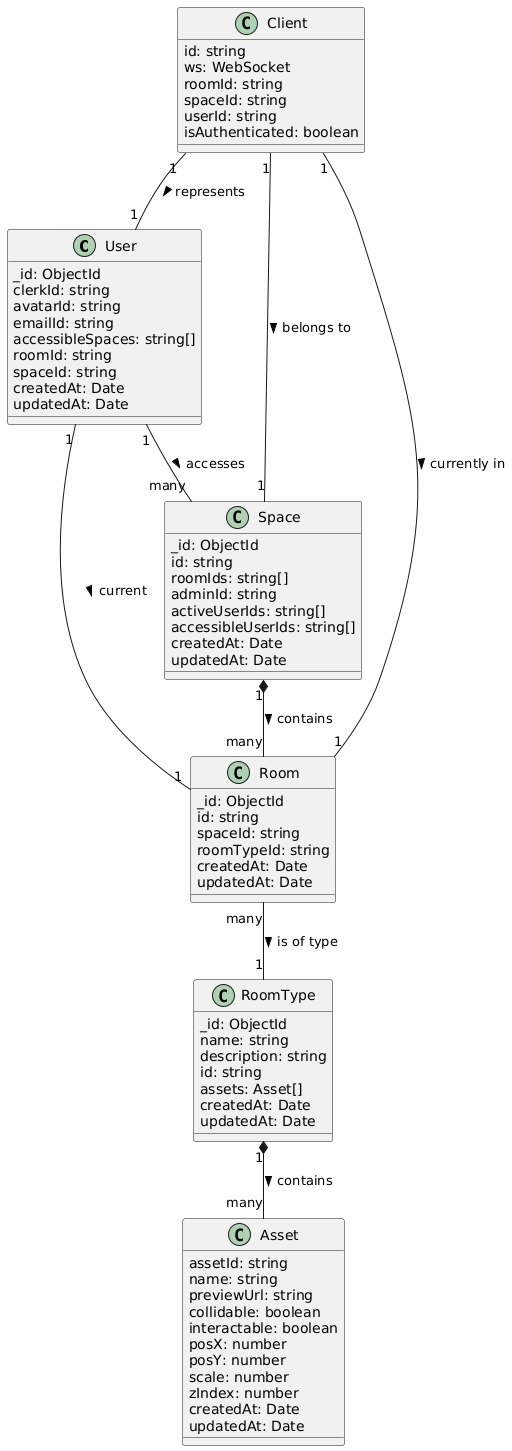 C Client
id: string
ws: WebSocket
roomId: string
spaceId: string
userId: string
isAuthenticated: boolean
1
1
1
represents
1
C User
_id: ObjectId
clerkId: string
avatarId: string
emailId: string
accessibleSpaces: string[]
roomId: string
spaceId: string
createdAt: Date
updatedAt: Date
belongs to
1
1
accesses
currently in
many
1
C Space
_id: ObjectId
id: string
roomIds: string[]
adminId: string
activeUserIds: string[]
accessibleUserIds: string[]
createdAt: Date
updatedAt: Date
current
1
contains
many
1
1
C Room
_id: ObjectId
id: string
spaceId: string
roomTypeId: string
createdAt: Date
updatedAt: Date
many
is of type
1
C RoomType
_id: ObjectId
name: string
description: string
id: string
assets: Asset[]
createdAt: Date
updatedAt: Date
1
contains
many
C Asset
assetId: string
name: string
previewUrl: string
collidable: boolean
interactable: boolean
posX: number
posY: number
scale: number
zIndex: number
createdAt: Date
updatedAt: Date